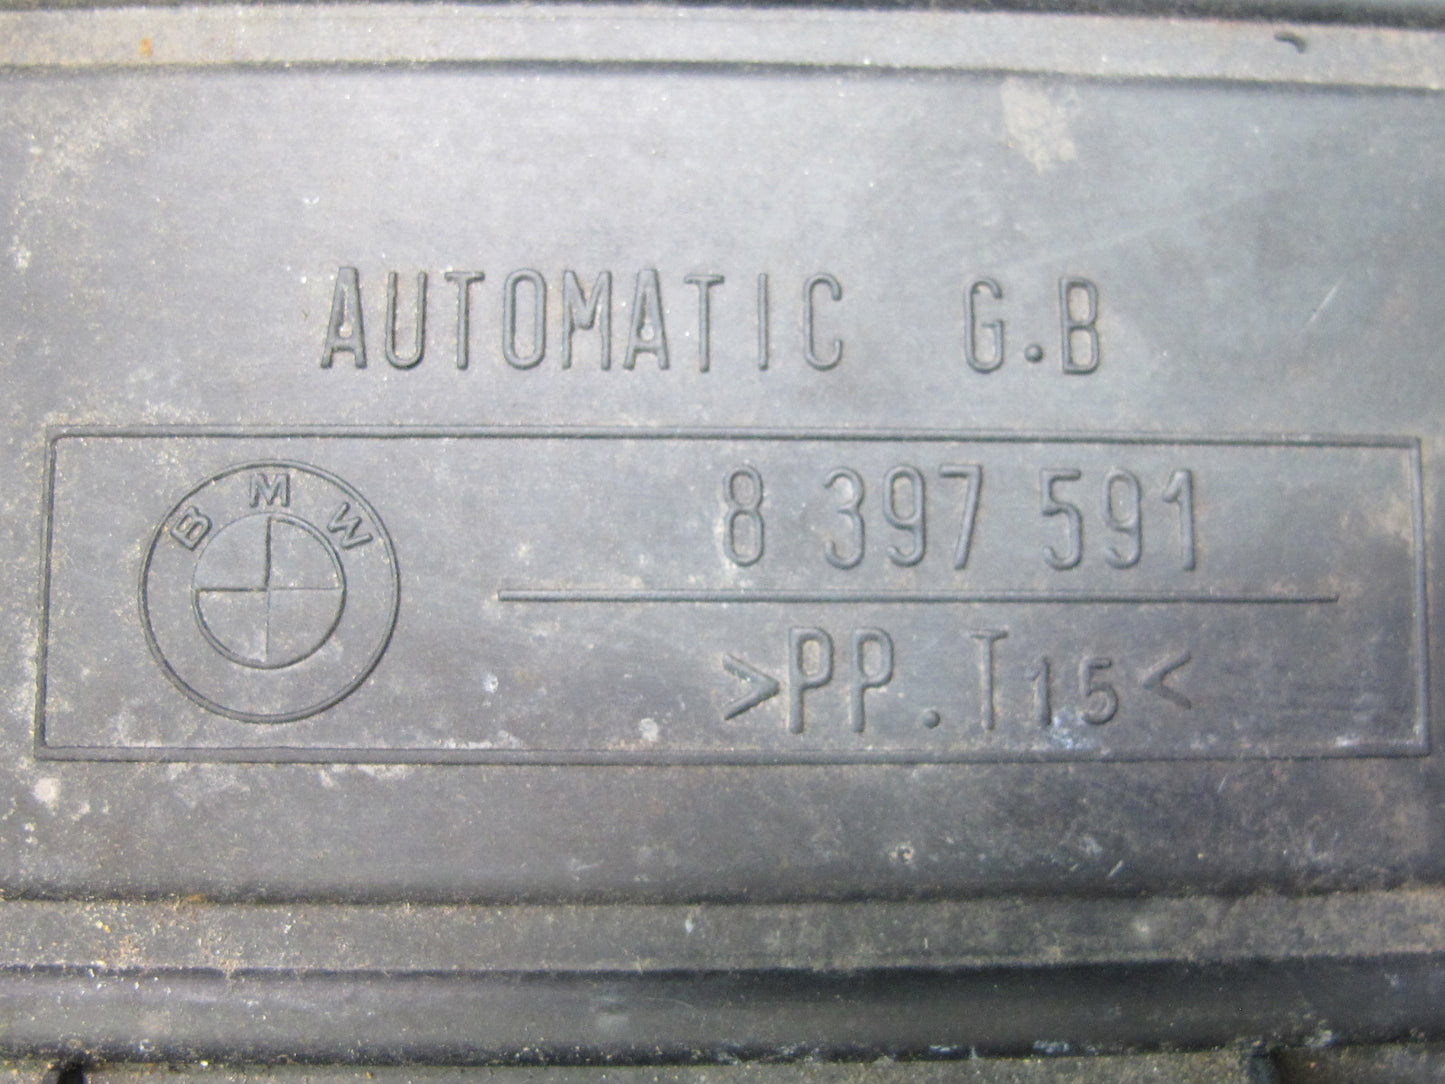 AUTOMATIC G.B
BMW
8 397 591
>PP.T15<